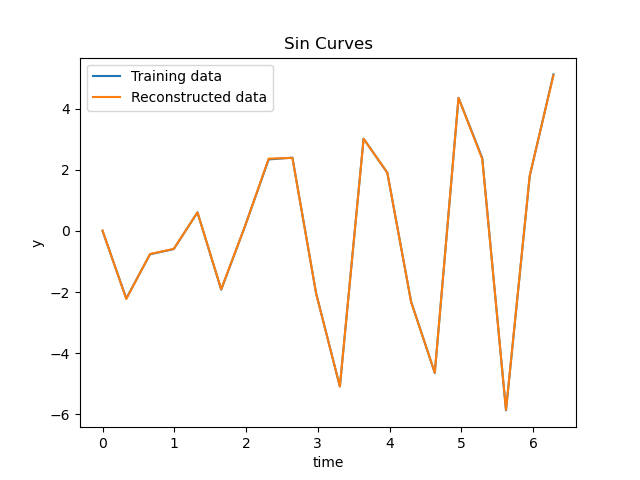 Sin Curves
Training data
Reconstructed data
4
2
0
−2
−4
−6
y
0 1 2 3 4 5 6
time